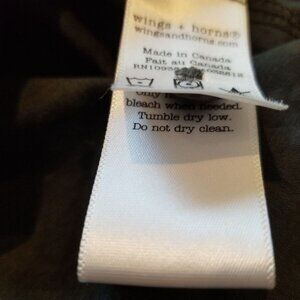 wings + horns®
wingsandhorns.com
Made in Canada
Fait au Canada
bleach when needed.
Tumble dry low.
Do not dry clean.